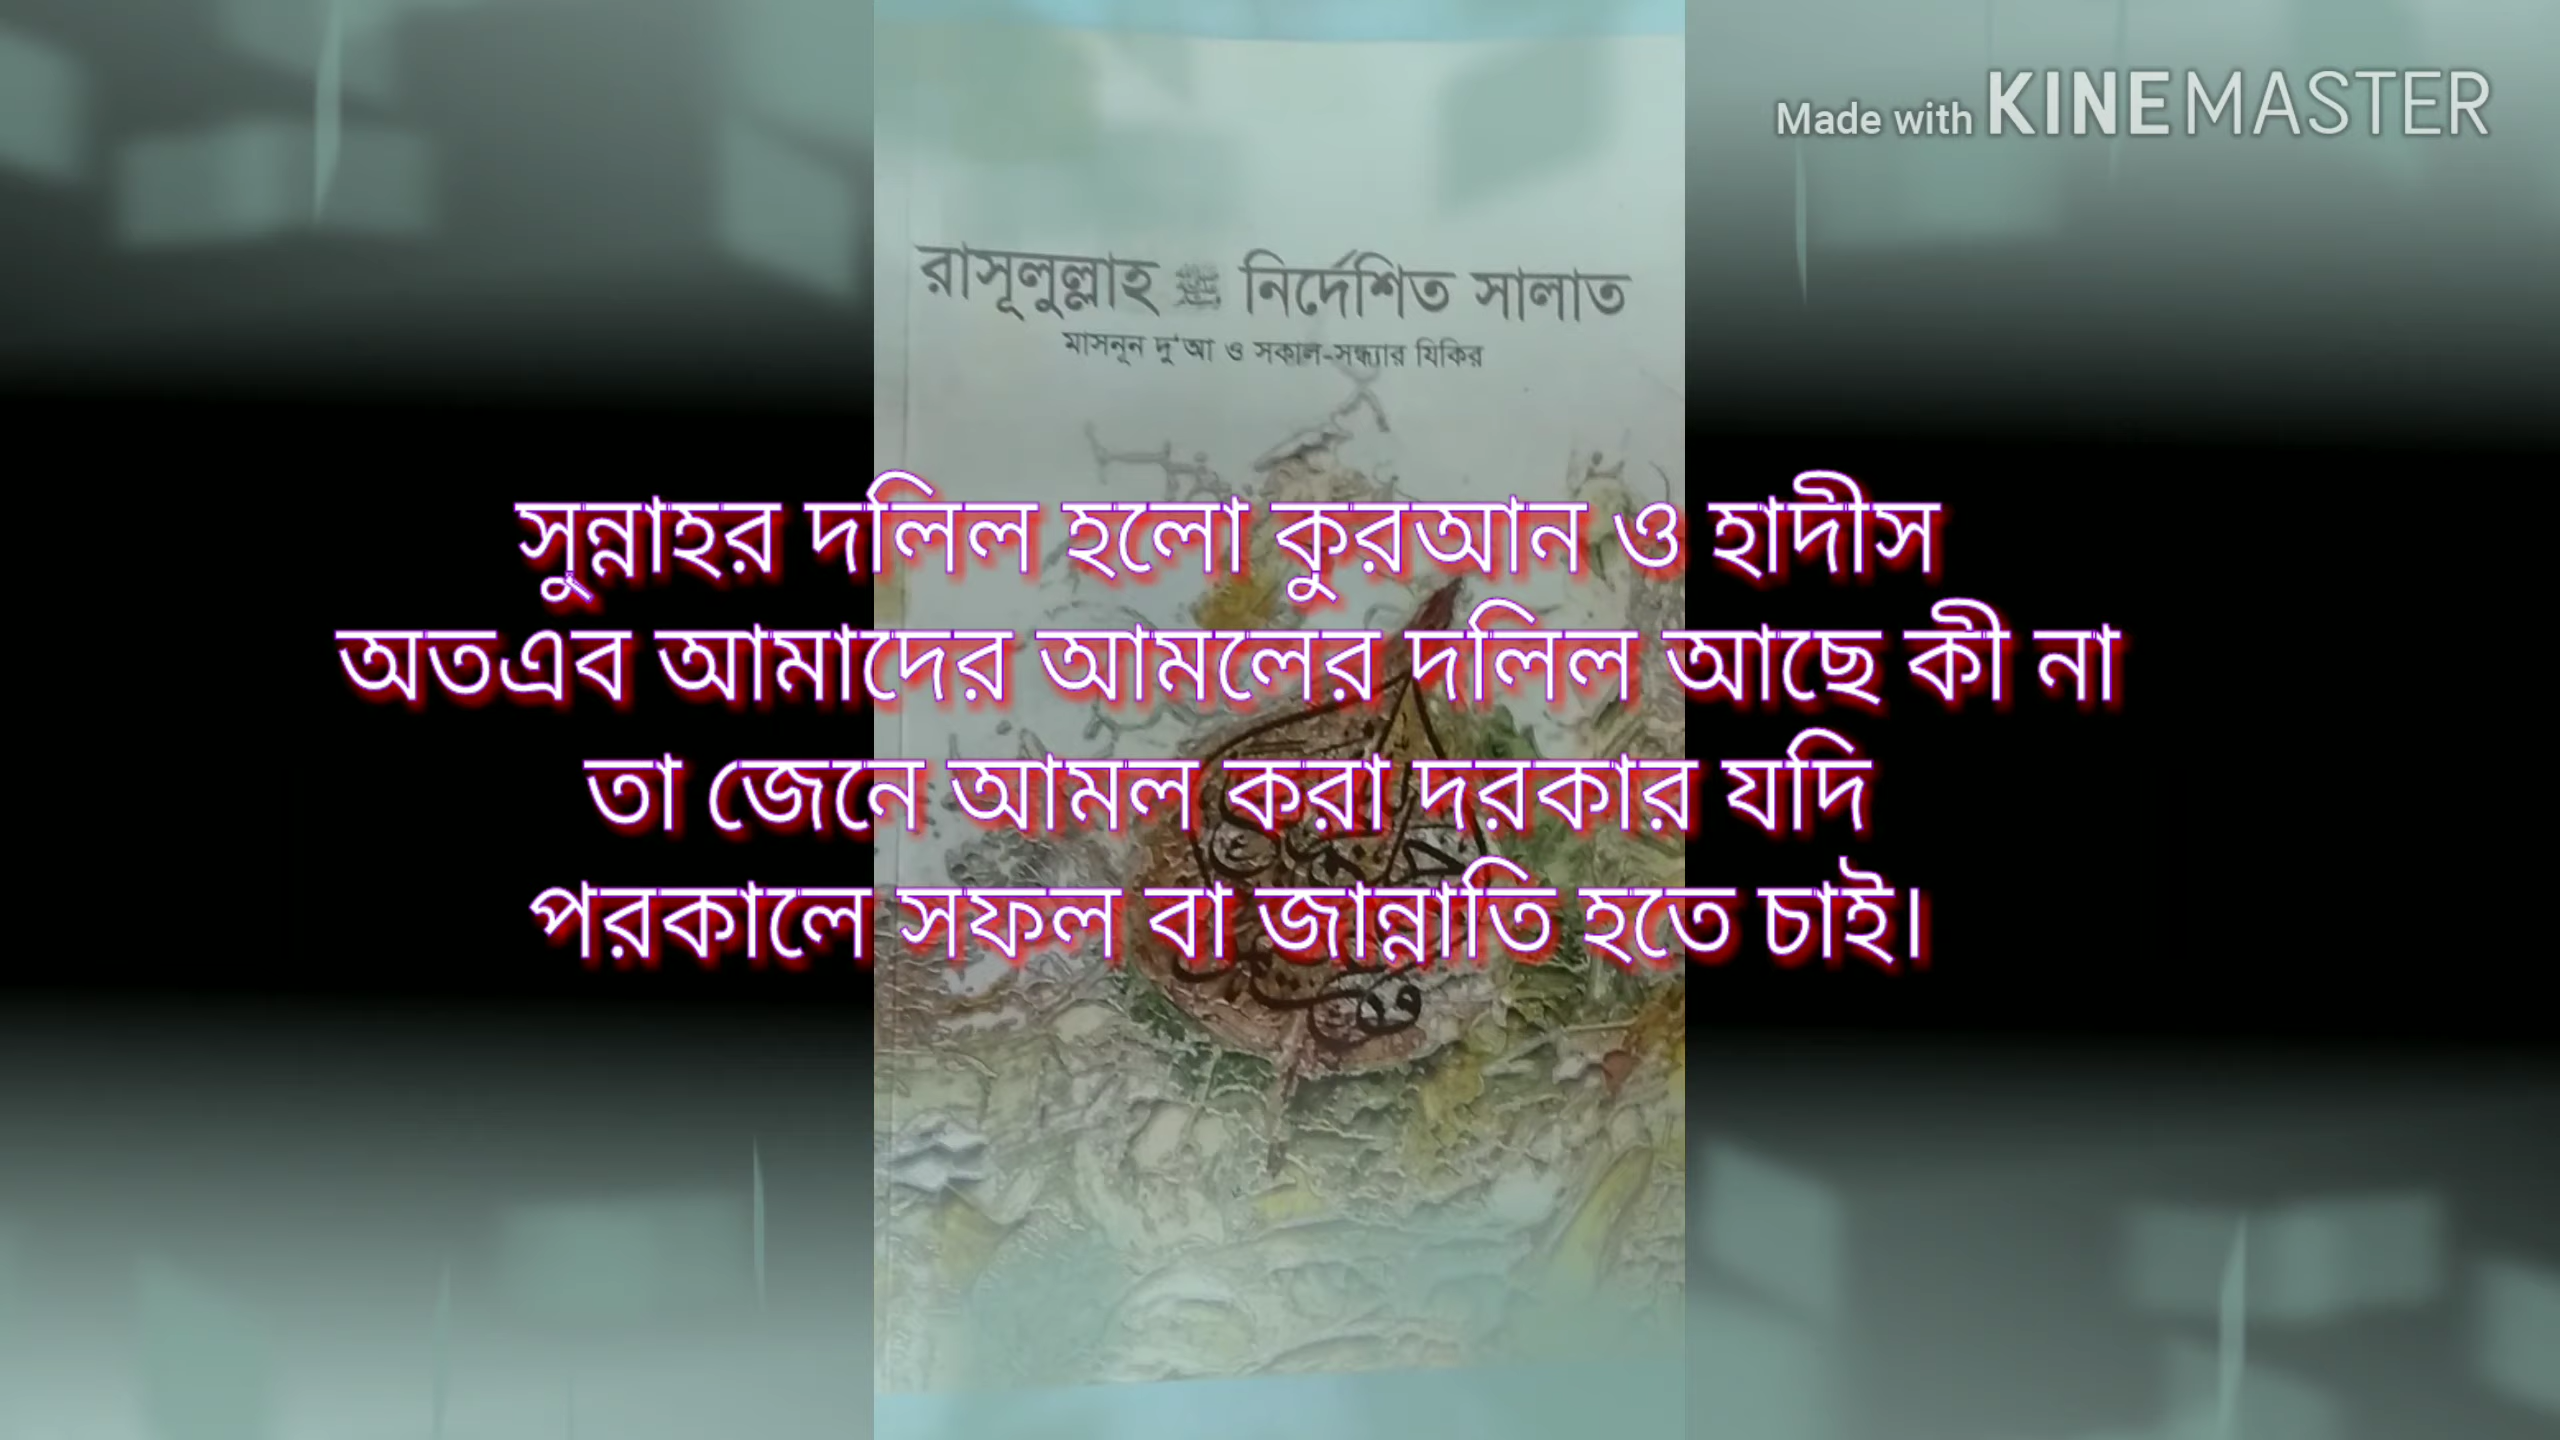 Made with KINEMASTER
রাসূলুল্লাহ ﷺ নির্দেশিত সালাত
মাসনূন দু'আ ও সকাল-সন্ধ্যার যিকির
সুন্নাহর দলিল হলো কুরআন ও হাদীস
অতএব আমাদের আমলের দলিল আছে কী না
তা জেনে আমল করা দরকার যদি
পরকালে সফল বা জান্নাতি হতে চাই।